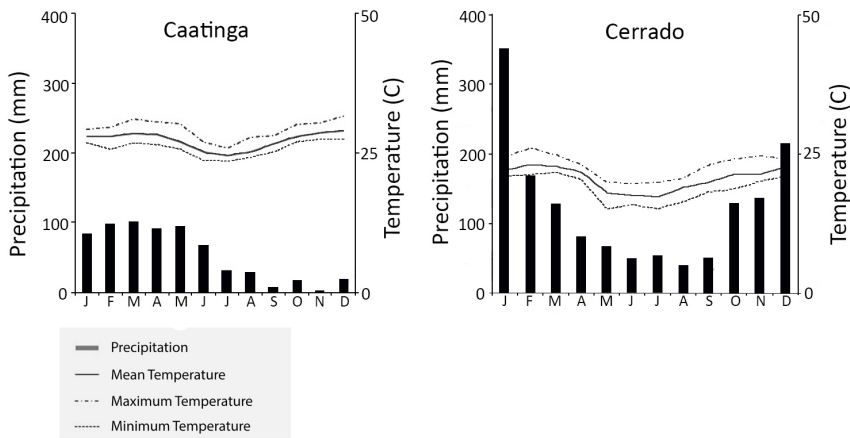 Caatinga
Precipitation (mm)
400
300
200
100
0
50
25
0
Temperature (C)
J F M A M J J A S O N D
Cerrado
Precipitation (mm)
400
300
200
100
0
50
25
0
Temperature (C)
J F M A M J J A S O N D
Precipitation
Mean Temperature
Maximum Temperature
Minimum Temperature